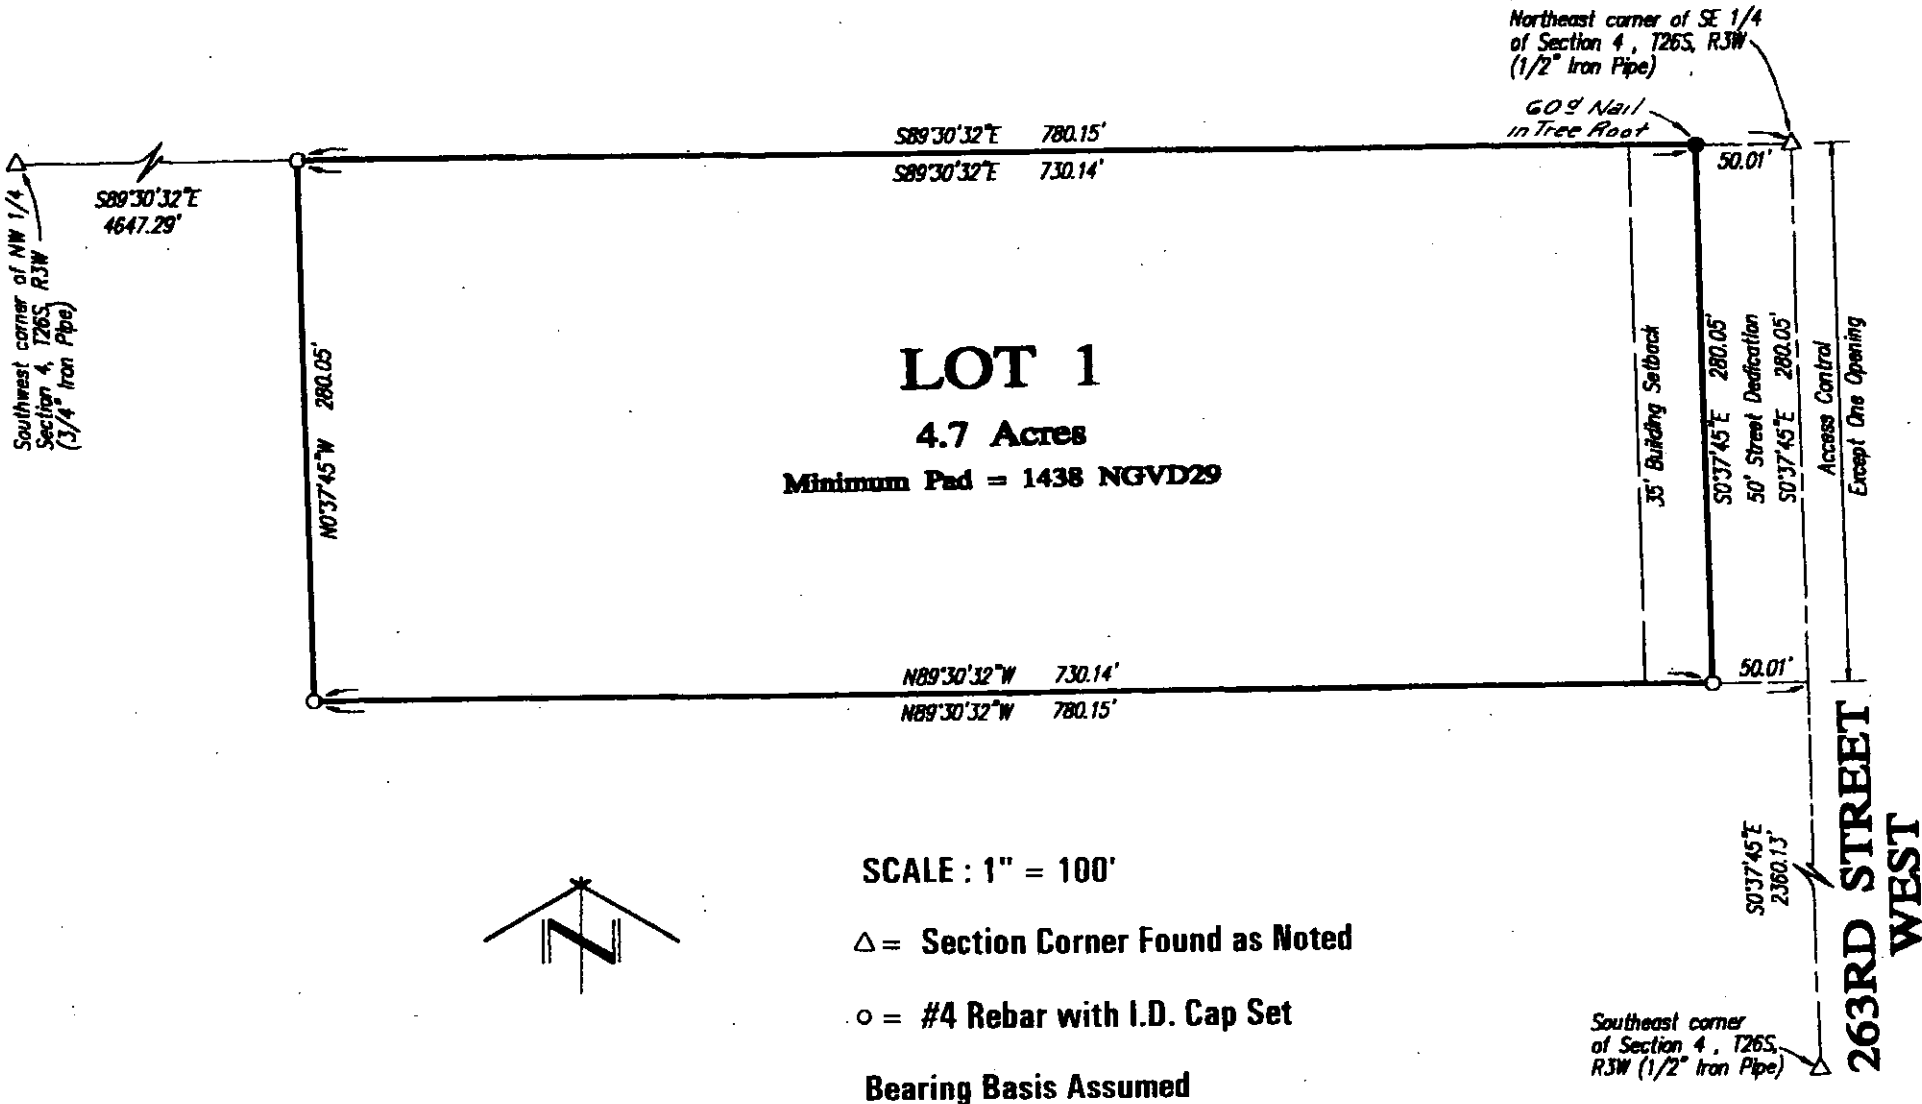 Northeast corner of SE 1/4
of Section 4 , T26S, R3W
(1/2" Iron Pipe)
60d Nail
in Tree Root
S89°30'32"E 780.15'
S89°30'32"E 730.14'
50.01'
S89°30'32"E
4647.29'
Southwest corner of NW 1/4
Section 4, T26S, R3W
(3/4" Iron Pipe)
N0°37'45"W 280.05'
LOT 1
4.7 Acres
Minimum Pad = 1438 NGVD29
35' Building Setback
S0°37'45"E 280.05'
50' Street Dedication
S0°37'45"E 280.05'
Access Control
Except One Opening
N89°30'32"W 730.14'
N89°30'32"W 780.15'
50.01'
263RD STREET
WEST
S0°37'45"E
2360.13'
N
SCALE : 1" = 100'
△ = Section Corner Found as Noted
o = #4 Rebar with I.D. Cap Set
Bearing Basis Assumed
Southeast corner
of Section 4 , T26S,
R3W (1/2" Iron Pipe)